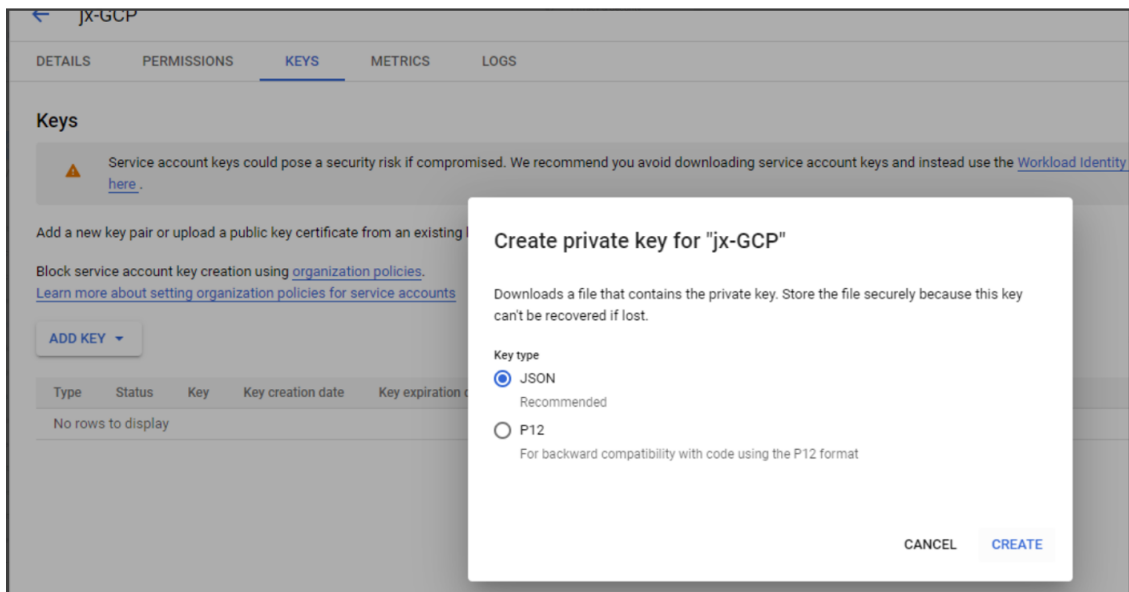 jx-GCP
DETAILS PERMISSIONS KEYS METRICS LOGS
Keys
Service account keys could pose a security risk if compromised. We recommend you avoid downloading service account keys and instead use the Workload Identity
here .
Add a new key pair or upload a public key certificate from an existing
Block service account key creation using organization policies.
Learn more about setting organization policies for service accounts
ADD KEY
Type Status Key Key creation date Key expiration
No rows to display
Create private key for "jx-GCP"
Downloads a file that contains the private key. Store the file securely because this key
can't be recovered if lost.
Key type
JSON
Recommended
P12
For backward compatibility with code using the P12 format
CANCEL CREATE